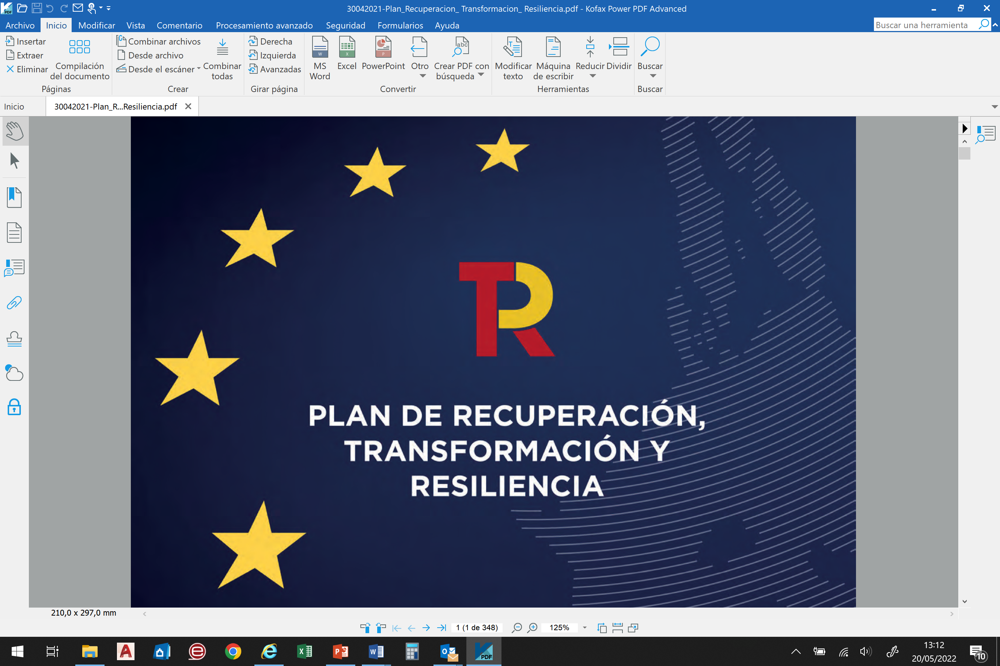 30042021-Plan_Recuperacion_ Transformacion_ Resiliencia.pdf - Kofax Power PDF Advanced
Archivo Inicio Modificar Vista Comentario Procesamiento avanzado Seguridad Formularios Ayuda
Buscar una herramienta
Insertar
Extraer
Eliminar
Compilación
del documento
Páginas
Combinar archivos
Desde archivo
Desde el escáner
Combinar
todas
Crear
Derecha
Izquierda
Avanzadas
Girar página
MS
Word
Excel
PowerPoint
Otro
Crear PDF con
búsqueda
Convertir
Modificar
texto
Máquina
de escribir
Reducir
Dividir
Herramientas
Buscar
Buscar
Inicio
30042021-Plan_R...Resiliencia.pdf
TR
PLAN DE RECUPERACIÓN,
TRANSFORMACIÓN Y
RESILIENCIA
210,0 x 297,0 mm
1 (1 de 348)
125%
13:12
20/05/2022
10
PDF